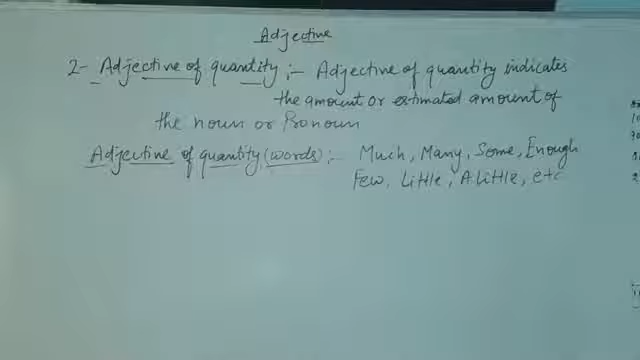 Adjective
2- Adjective of quantity :- Adjective of quantity indicates
the amount or estimated amount of
the noun or Pronoun
Adjective of quantity (words) :- Much, Many, Some, Enough
Few, Little, A Little, etc